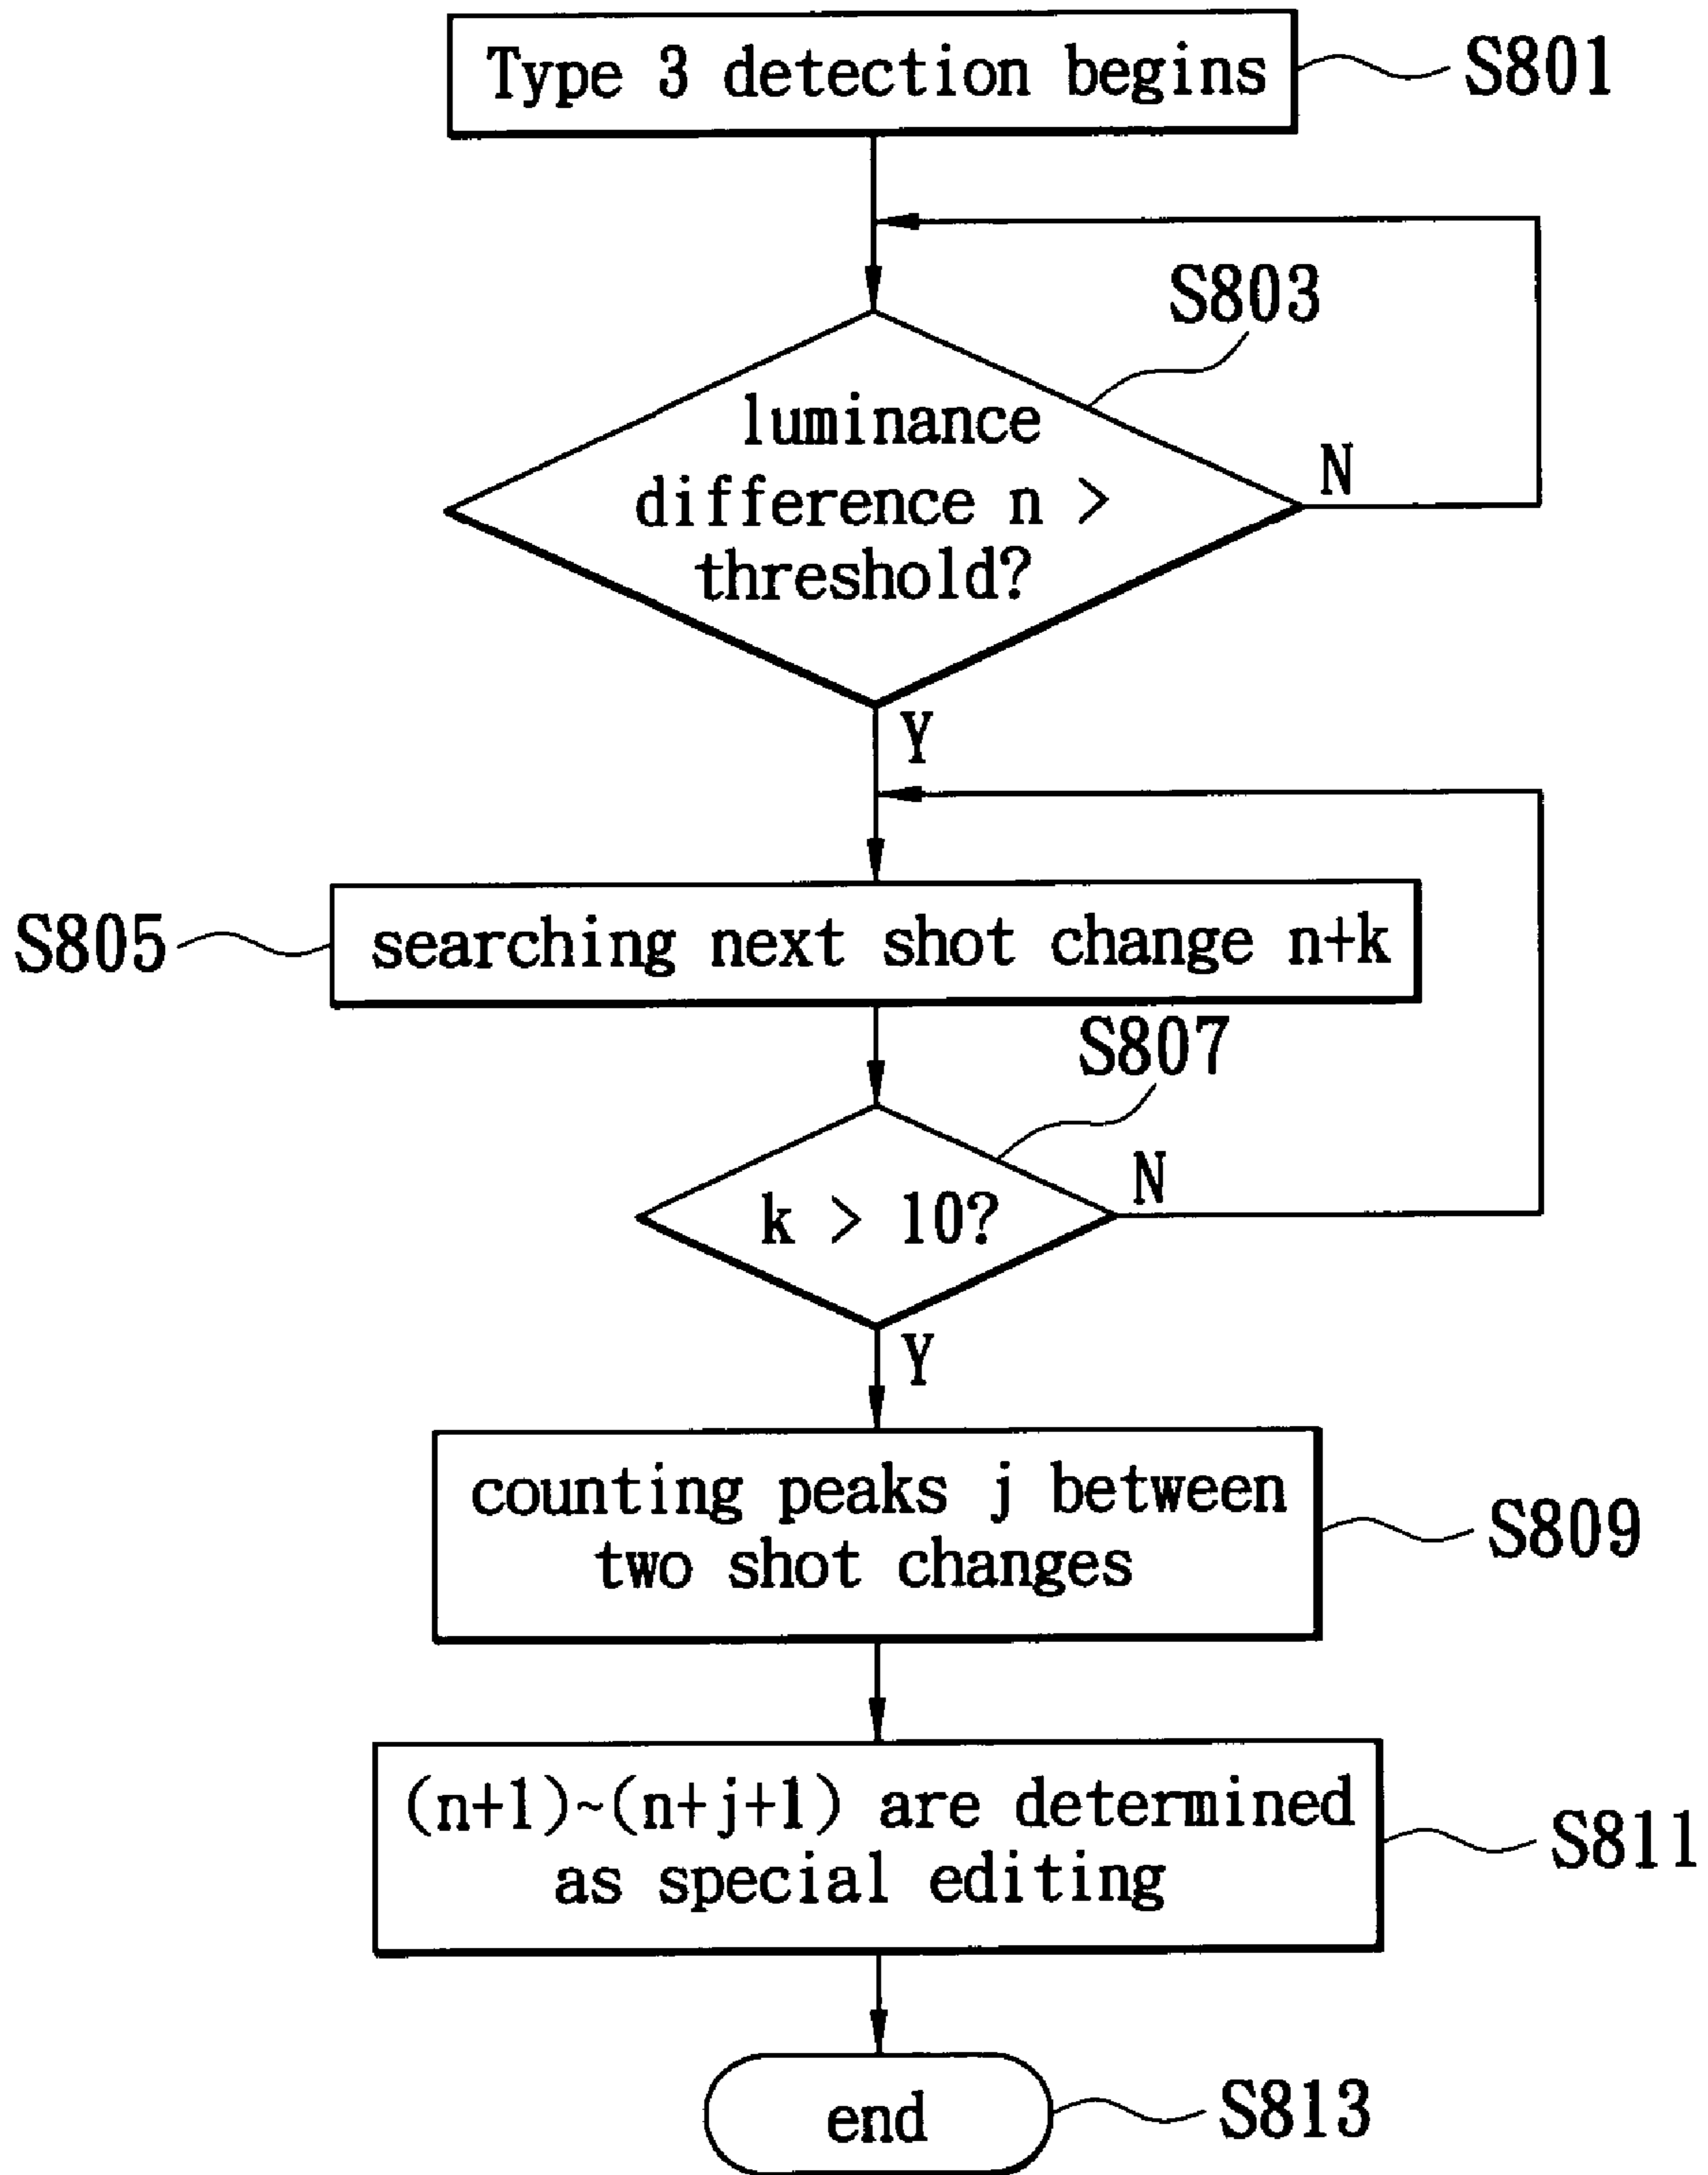 Type 3 detection begins
S801
S803
luminance
difference n >
threshold?
N
Y
S805
searching next shot change n+k
S807
k > 10?
N
Y
counting peaks j between
two shot changes
S809
(n+1)~(n+j+1) are determined
as special editing
S811
end
S813